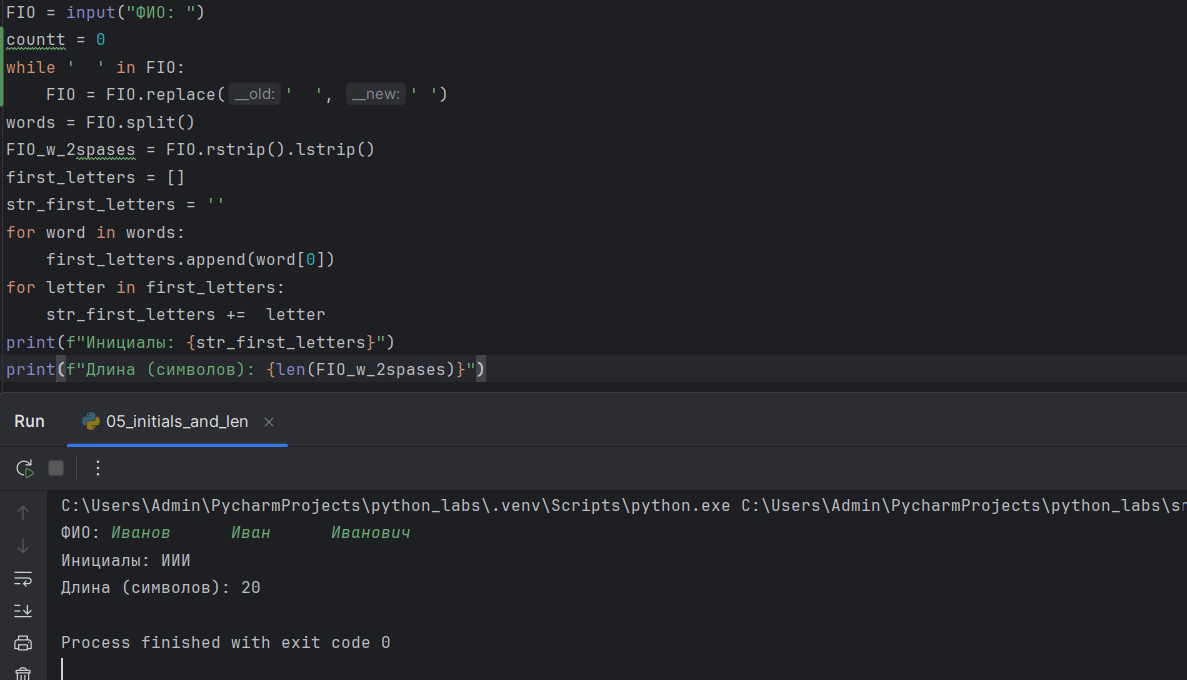 FIO = input("ФИО: ")
countt = 0
while '  ' in FIO:
    FIO = FIO.replace( __old: '  ', __new: ' ')
words = FIO.split()
FIO_w_2spases = FIO.rstrip().lstrip()
first_letters = []
str_first_letters = ''
for word in words:
    first_letters.append(word[0])
for letter in first_letters:
    str_first_letters +=  letter
print(f"Инициалы: {str_first_letters}")
print(f"Длина (символов): {len(FIO_w_2spases)}")
Run 05_initials_and_len
C:\Users\Admin\PycharmProjects\python_labs\.venv\Scripts\python.exe C:\Users\Admin\PycharmProjects\python_labs\sr
ФИО: Иванов      Иван      Иванович
Инициалы: ИИИ
Длина (символов): 20
Process finished with exit code 0